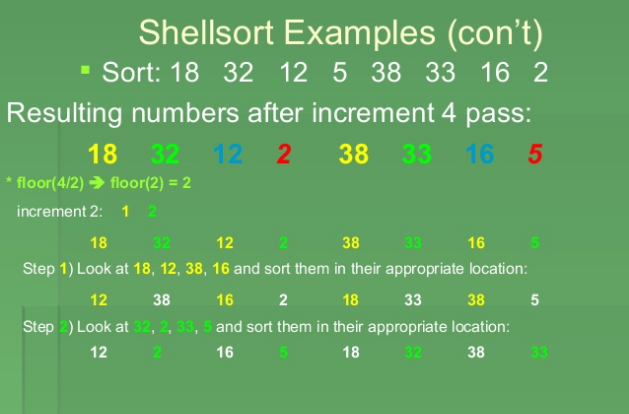 Shellsort Examples (con't)
▪ Sort: 18 32 12 5 38 33 16 2
Resulting numbers after increment 4 pass:
18 32 12 2 38 33 16 5
* floor(4/2) ➔ floor(2) = 2
increment 2: 1 2
18 32 12 2 38 33 16 5
Step 1) Look at 18, 12, 38, 16 and sort them in their appropriate location:
12 38 16 2 18 33 38 5
Step 2) Look at 32, 2, 33, 5 and sort them in their appropriate location:
12 2 16 5 18 32 38 33